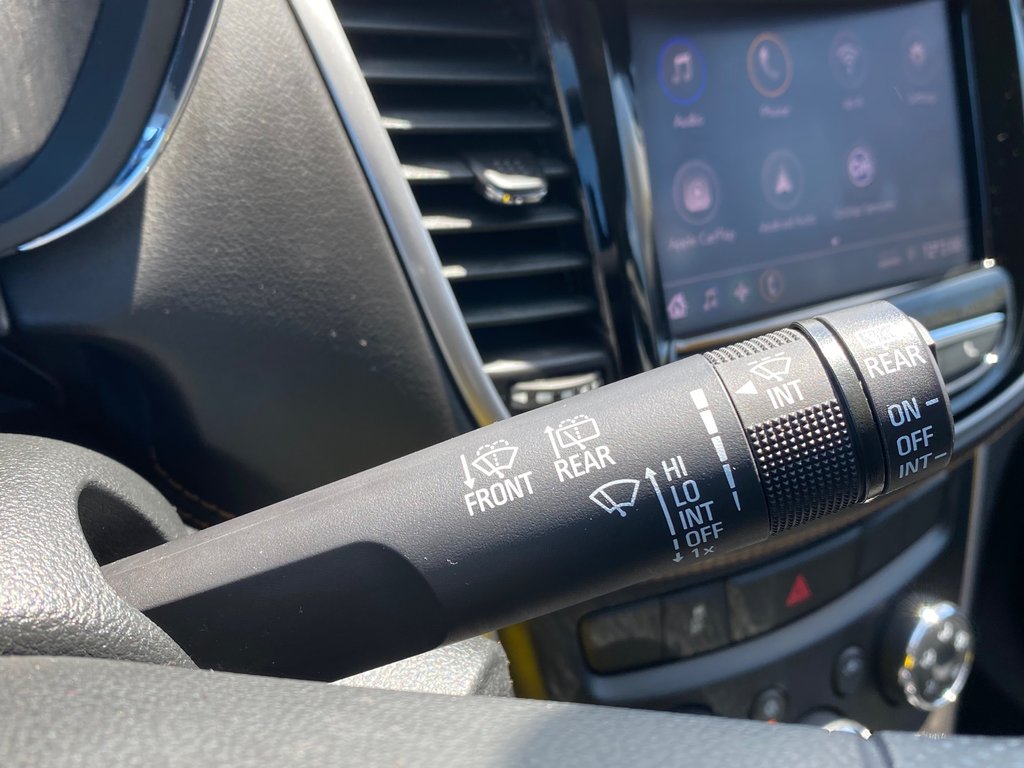 Audio
Phone
Apple CarPlay
Android Auto
FRONT
REAR
HI
LO
INT
OFF
1x
INT
REAR
ON
OFF
INT